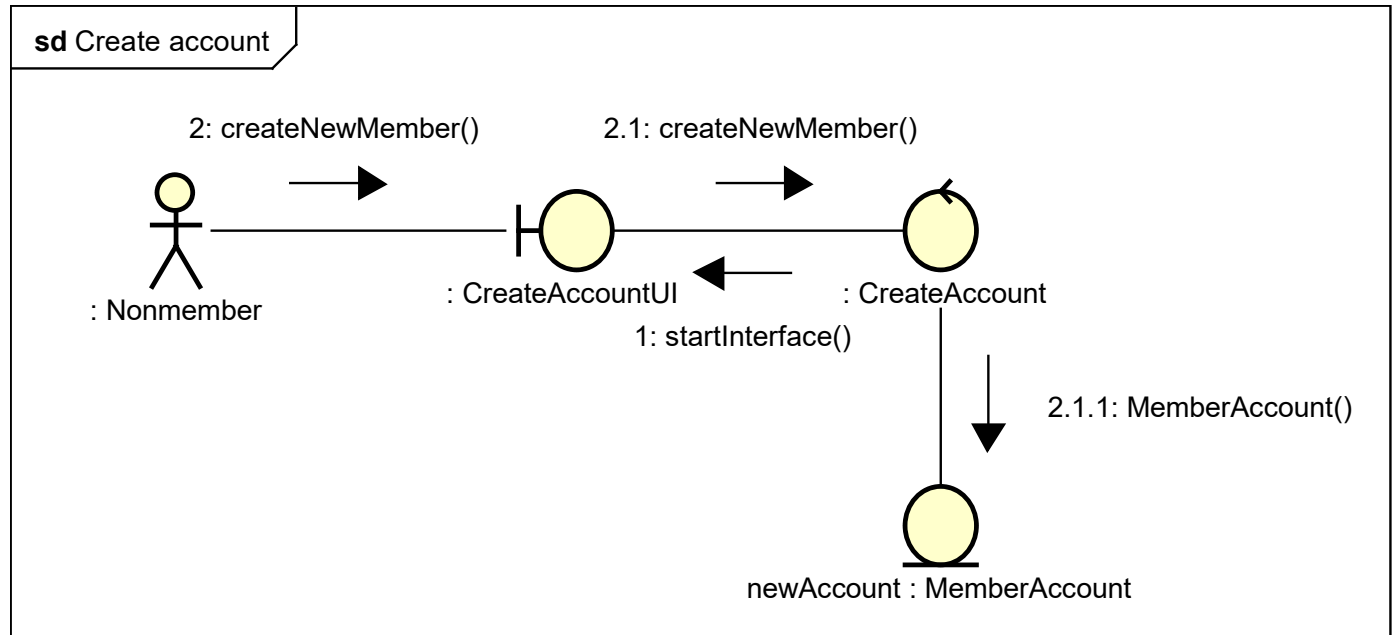 sd Create account
2: createNewMember()
2.1: createNewMember()
: Nonmember
: CreateAccountUI
: CreateAccount
1: startInterface()
2.1.1: MemberAccount()
newAccount : MemberAccount